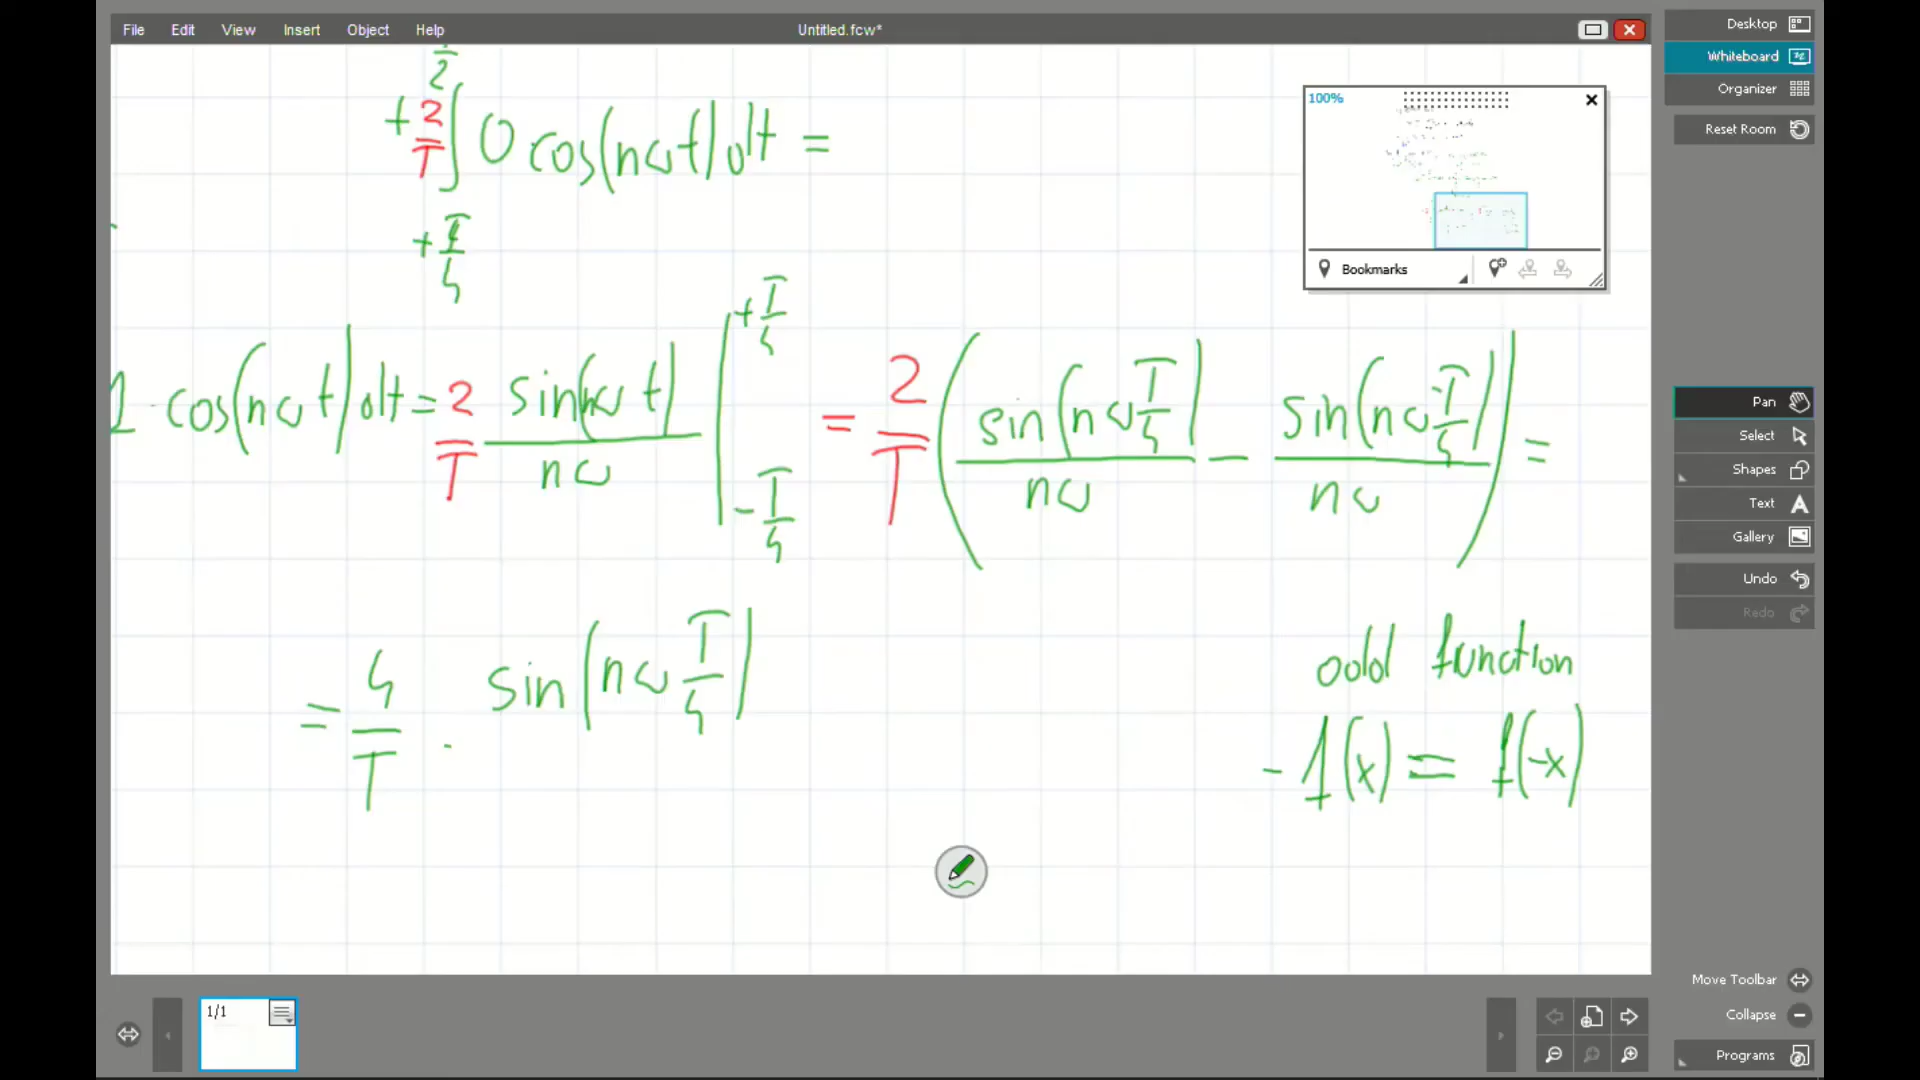 File Edit View Insert Object Help Untitled.fcw*
Desktop
Whiteboard
Organizer
Reset Room
100%
Bookmarks
T/2
+ 2/T ∫ 0 cos(nωt) dt =
+ T/4
1 · cos(nωt) dt = 2/T sin(nωt)/nω | +T/4 -T/4 = 2/T ( sin(nω T/4)/nω - sin(nω -T/4)/nω ) =
= 4/T · sin(nω T/4)
odd function
- f(x) = f(-x)
Pan
Select
Shapes
Text
Gallery
Undo
Redo
Move Toolbar
Collapse
Programs
1/1